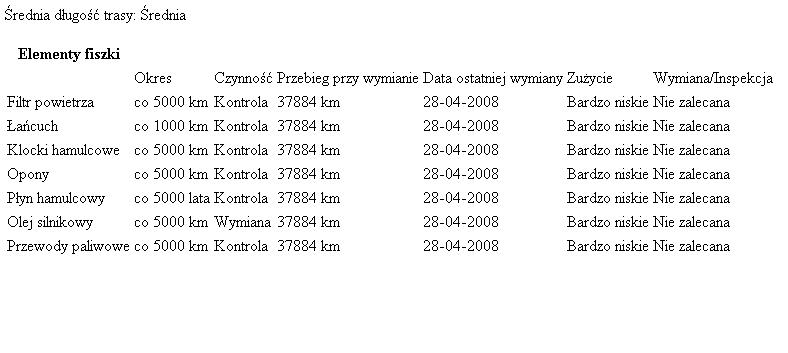 Średnia długość trasy: Średnia
Elementy fiszki
Okres Czynność Przebieg przy wymianie Data ostatniej wymiany Zużycie Wymiana/Inspekcja
Filtr powietrza co 5000 km Kontrola 37884 km 28-04-2008 Bardzo niskie Nie zalecana
Łańcuch co 1000 km Kontrola 37884 km 28-04-2008 Bardzo niskie Nie zalecana
Klocki hamulcowe co 5000 km Kontrola 37884 km 28-04-2008 Bardzo niskie Nie zalecana
Opony co 5000 km Kontrola 37884 km 28-04-2008 Bardzo niskie Nie zalecana
Płyn hamulcowy co 5000 lata Kontrola 37884 km 28-04-2008 Bardzo niskie Nie zalecana
Olej silnikowy co 5000 km Wymiana 37884 km 28-04-2008 Bardzo niskie Nie zalecana
Przewody paliwowe co 5000 km Kontrola 37884 km 28-04-2008 Bardzo niskie Nie zalecana